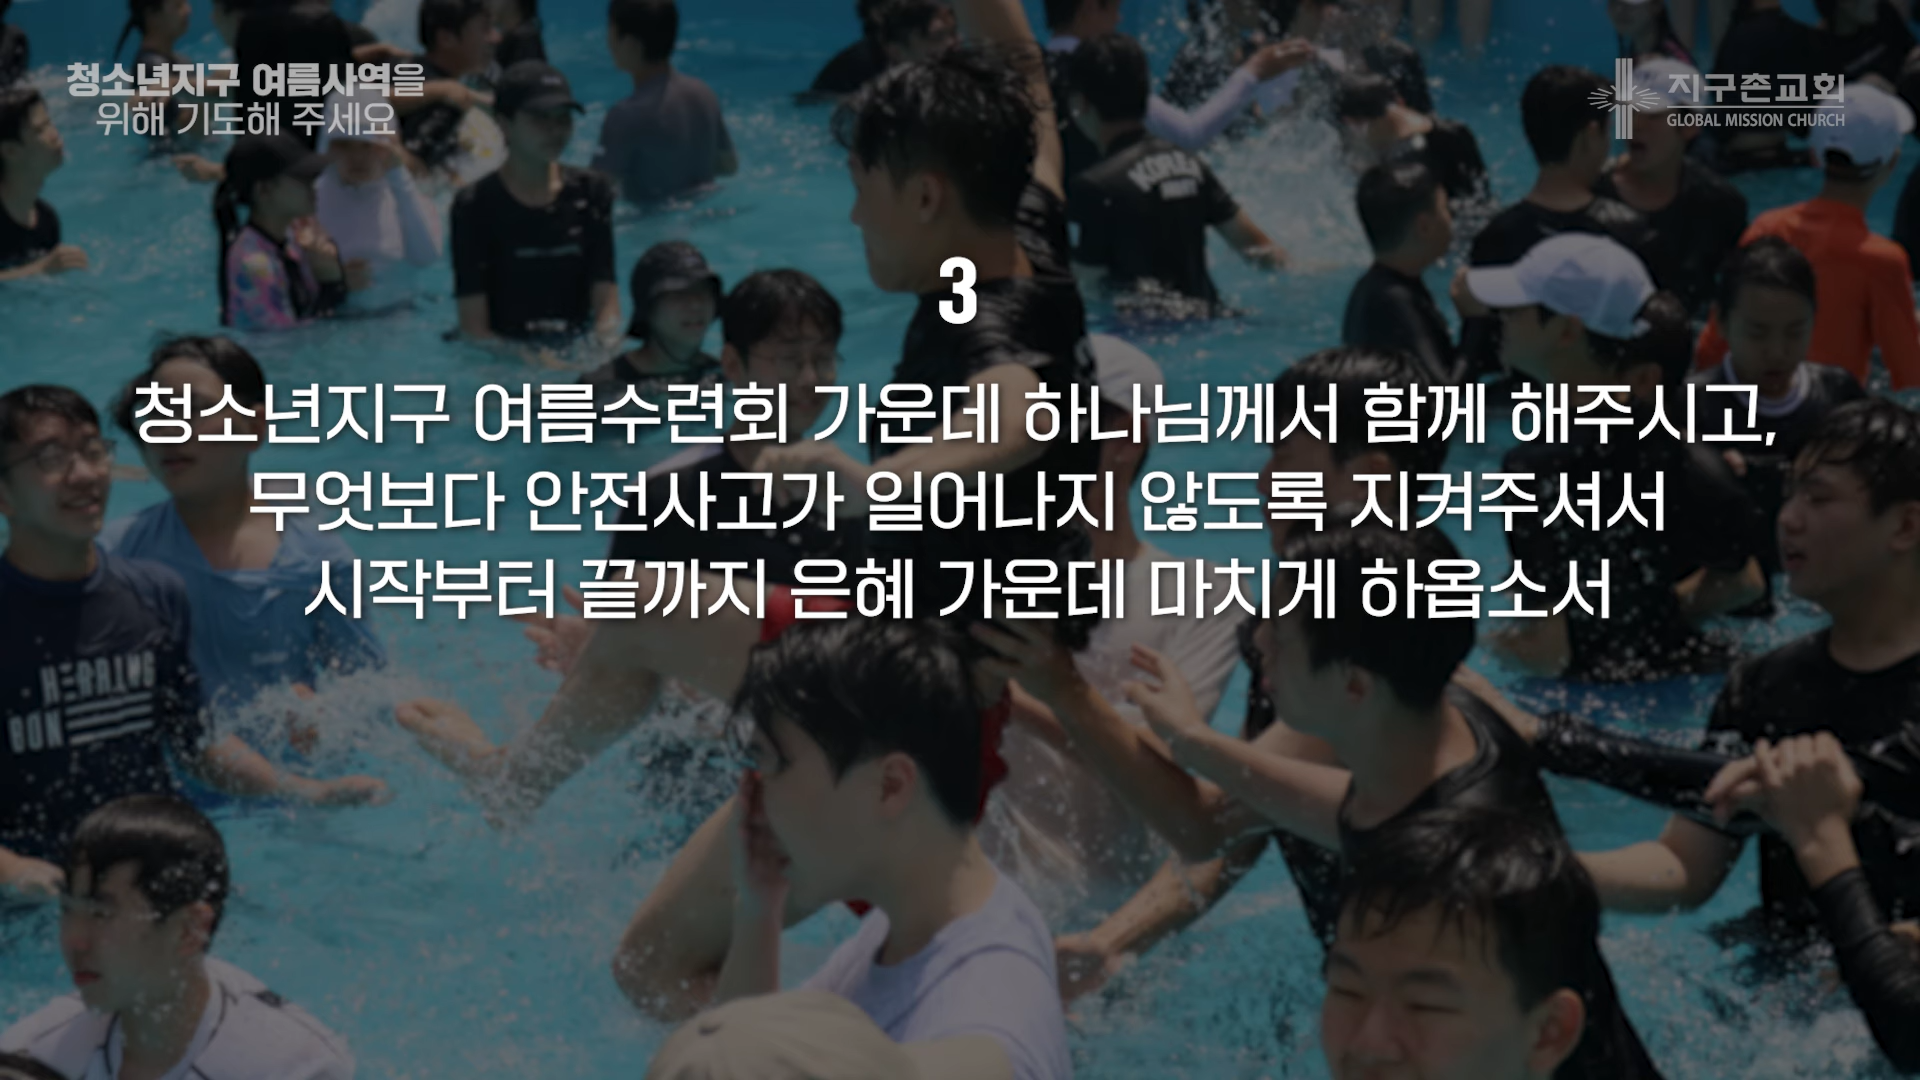 청소년지구 여름사역을
위해 기도해 주세요
지구촌교회
GLOBAL MISSION CHURCH
KOREA
3
청소년지구 여름수련회 가운데 하나님께서 함께 해주시고,
무엇보다 안전사고가 일어나지 않도록 지켜주셔서
시작부터 끝까지 은혜 가운데 마치게 하옵소서